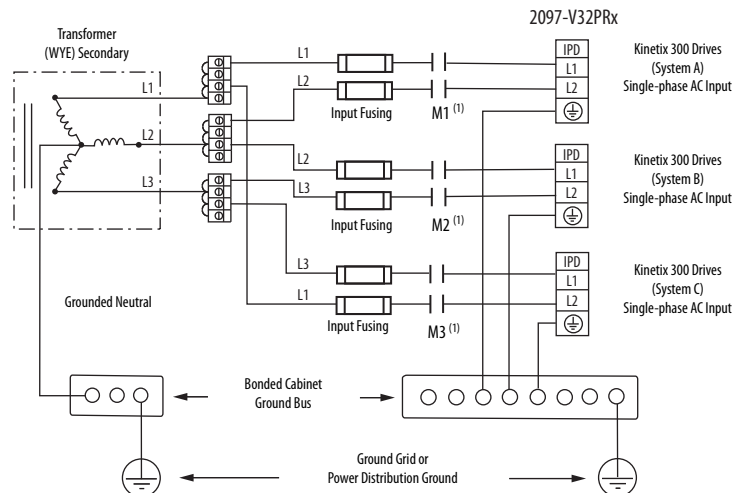 2097-V32PRx
Transformer
(WYE) Secondary
L1
L2
L3
L1
L2
Input Fusing
M1 (1)
IPD
L1
L2
Kinetix 300 Drives
(System A)
Single-phase AC Input
L2
L3
Input Fusing
M2 (1)
IPD
L1
L2
Kinetix 300 Drives
(System B)
Single-phase AC Input
L3
L1
Input Fusing
M3 (1)
IPD
L1
L2
Kinetix 300 Drives
(System C)
Single-phase AC Input
Grounded Neutral
Bonded Cabinet
Ground Bus
Ground Grid or
Power Distribution Ground